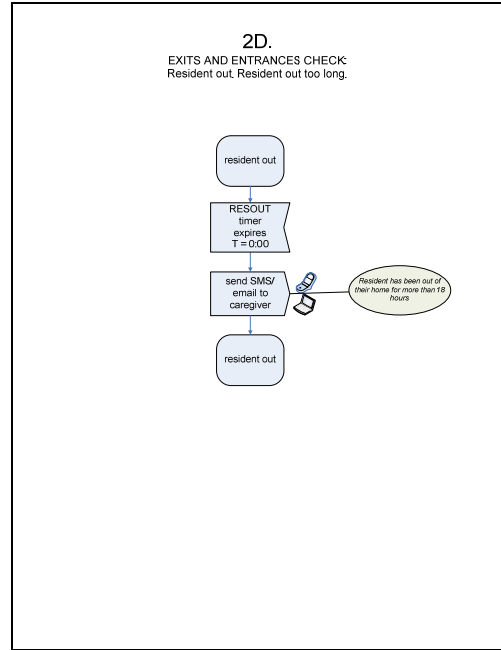 2D.
EXITS AND ENTRANCES CHECK:
Resident out. Resident out too long.
resident out
RESOUT
timer
expires
T = 0:00
send SMS/
email to
caregiver
Resident has been out of
their home for more than 18
hours
resident out